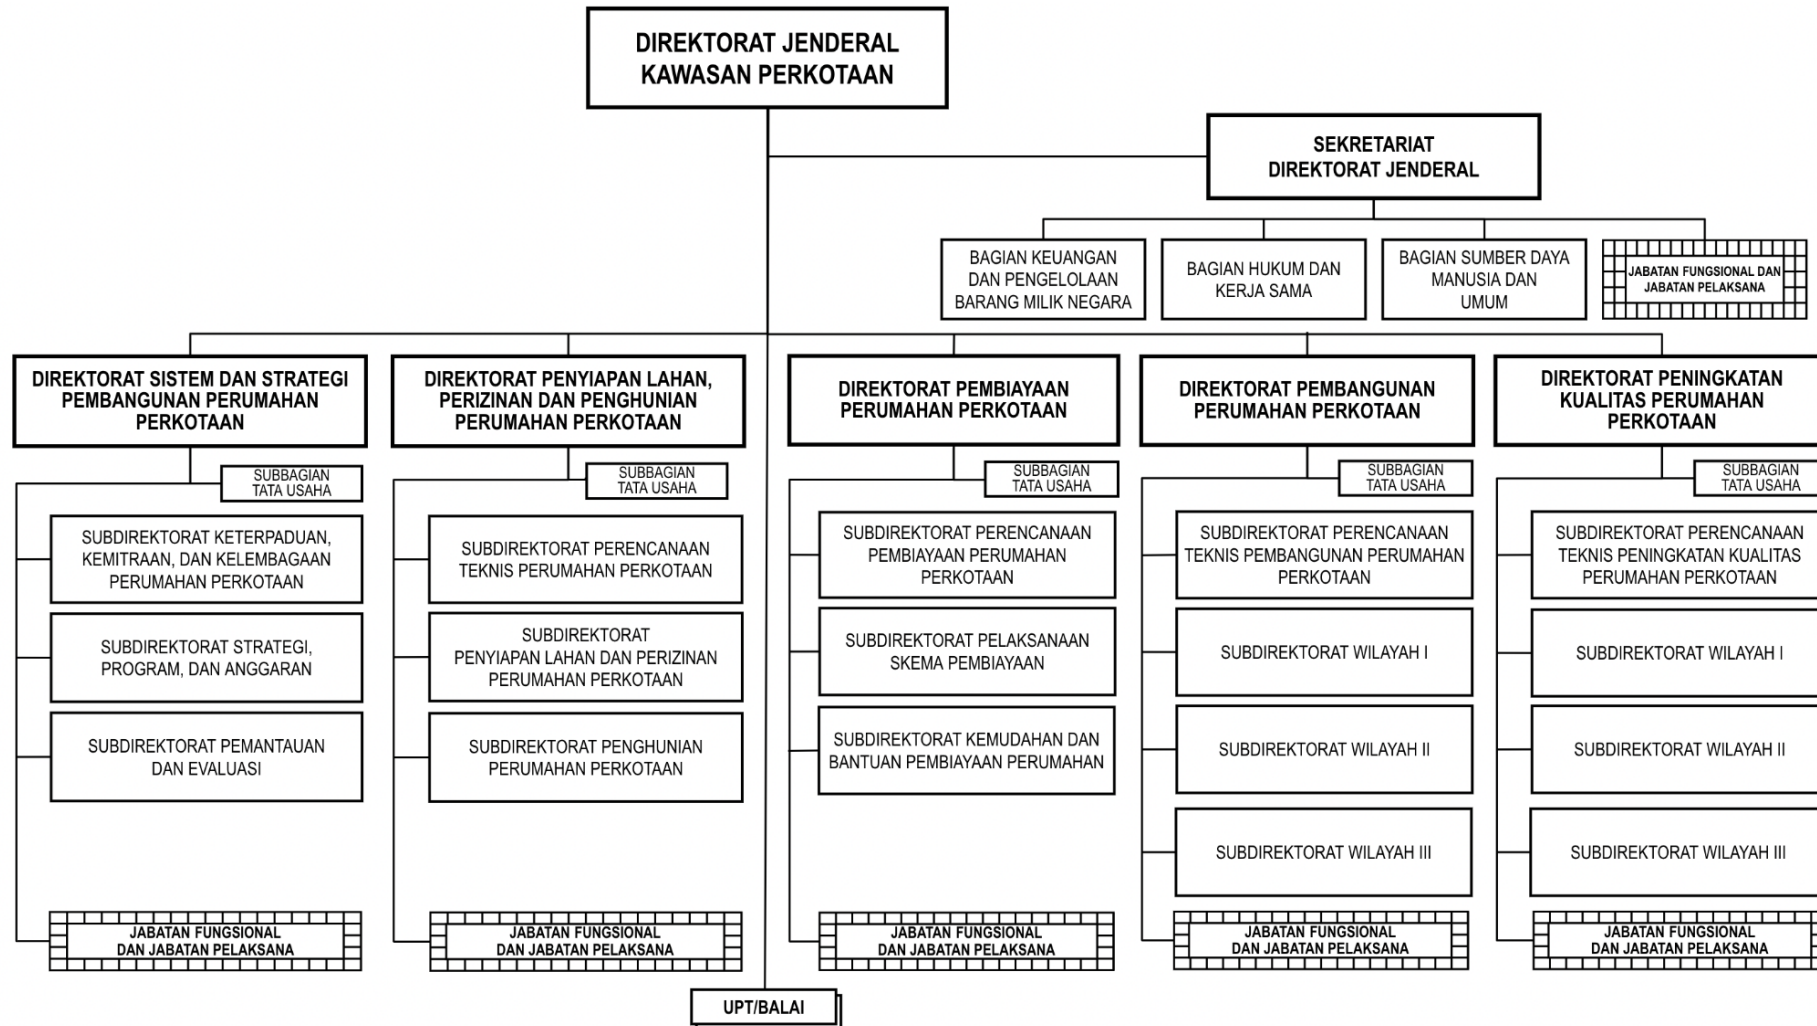 DIREKTORAT JENDERAL
KAWASAN PERKOTAAN
SEKRETARIAT
DIREKTORAT JENDERAL
BAGIAN KEUANGAN
DAN PENGELOLAAN
BARANG MILIK NEGARA
BAGIAN HUKUM DAN
KERJA SAMA
BAGIAN SUMBER DAYA
MANUSIA DAN
UMUM
JABATAN FUNGSIONAL DAN
JABATAN PELAKSANA
DIREKTORAT SISTEM DAN STRATEGI
PEMBANGUNAN PERUMAHAN
PERKOTAAN
SUBBAGIAN
TATA USAHA
SUBDIREKTORAT KETERPADUAN,
KEMITRAAN, DAN KELEMBAGAAN
PERUMAHAN PERKOTAAN
SUBDIREKTORAT STRATEGI,
PROGRAM, DAN ANGGARAN
SUBDIREKTORAT PEMANTAUAN
DAN EVALUASI
JABATAN FUNGSIONAL
DAN JABATAN PELAKSANA
DIREKTORAT PENYIAPAN LAHAN,
PERIZINAN DAN PENGHUNIAN
PERUMAHAN PERKOTAAN
SUBBAGIAN
TATA USAHA
SUBDIREKTORAT PERENCANAAN
TEKNIS PERUMAHAN PERKOTAAN
SUBDIREKTORAT
PENYIAPAN LAHAN DAN PERIZINAN
PERUMAHAN PERKOTAAN
SUBDIREKTORAT PENGHUNIAN
PERUMAHAN PERKOTAAN
JABATAN FUNGSIONAL
DAN JABATAN PELAKSANA
DIREKTORAT PEMBIAYAAN
PERUMAHAN PERKOTAAN
SUBBAGIAN
TATA USAHA
SUBDIREKTORAT PERENCANAAN
PEMBIAYAAN PERUMAHAN
PERKOTAAN
SUBDIREKTORAT PELAKSANAAN
SKEMA PEMBIAYAAN
SUBDIREKTORAT KEMUDAHAN DAN
BANTUAN PEMBIAYAAN PERUMAHAN
JABATAN FUNGSIONAL
DAN JABATAN PELAKSANA
DIREKTORAT PEMBANGUNAN
PERUMAHAN PERKOTAAN
SUBBAGIAN
TATA USAHA
SUBDIREKTORAT PERENCANAAN
TEKNIS PEMBANGUNAN PERUMAHAN
PERKOTAAN
SUBDIREKTORAT WILAYAH I
SUBDIREKTORAT WILAYAH II
SUBDIREKTORAT WILAYAH III
JABATAN FUNGSIONAL
DAN JABATAN PELAKSANA
DIREKTORAT PENINGKATAN
KUALITAS PERUMAHAN
PERKOTAAN
SUBBAGIAN
TATA USAHA
SUBDIREKTORAT PERENCANAAN
TEKNIS PENINGKATAN KUALITAS
PERUMAHAN PERKOTAAN
SUBDIREKTORAT WILAYAH I
SUBDIREKTORAT WILAYAH II
SUBDIREKTORAT WILAYAH III
JABATAN FUNGSIONAL
DAN JABATAN PELAKSANA
UPT/BALAI